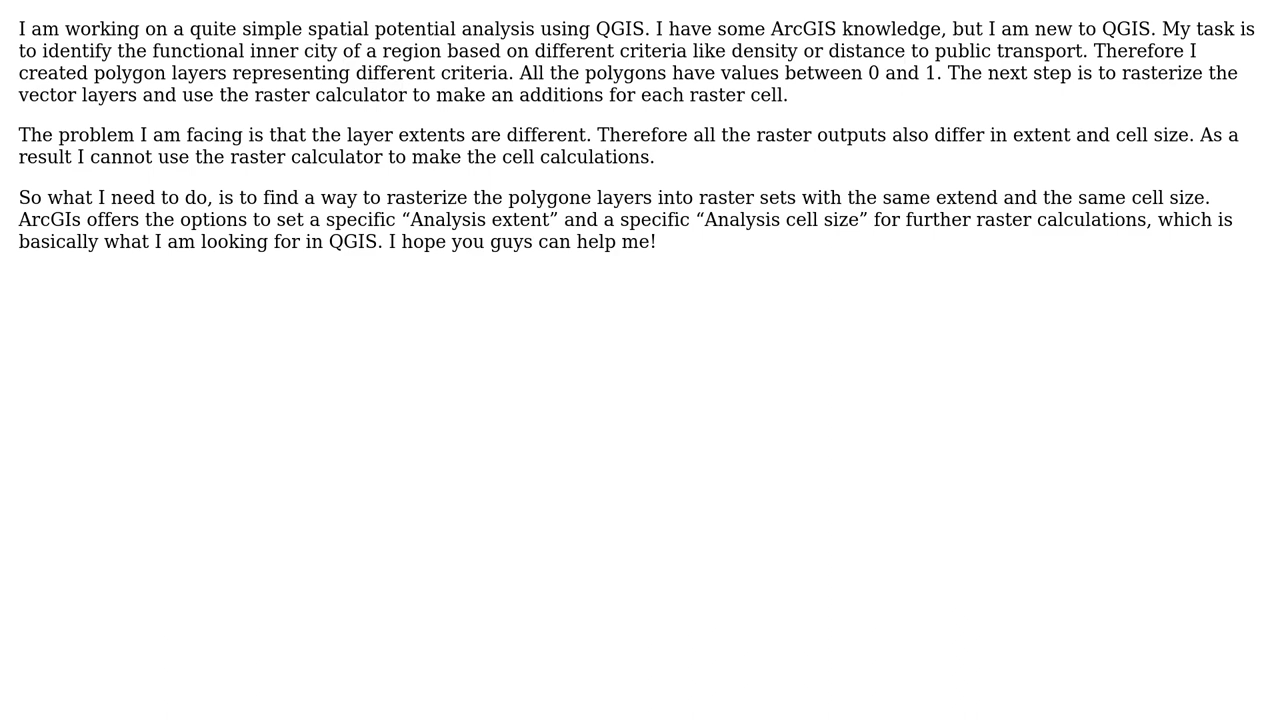 I am working on a quite simple spatial potential analysis using QGIS. I have some ArcGIS knowledge, but I am new to QGIS. My task is
to identify the functional inner city of a region based on different criteria like density or distance to public transport. Therefore I
created polygon layers representing different criteria. All the polygons have values between 0 and 1. The next step is to rasterize the
vector layers and use the raster calculator to make an additions for each raster cell.
The problem I am facing is that the layer extents are different. Therefore all the raster outputs also differ in extent and cell size. As a
result I cannot use the raster calculator to make the cell calculations.
So what I need to do, is to find a way to rasterize the polygone layers into raster sets with the same extend and the same cell size.
ArcGIs offers the options to set a specific “Analysis extent” and a specific “Analysis cell size” for further raster calculations, which is
basically what I am looking for in QGIS. I hope you guys can help me!